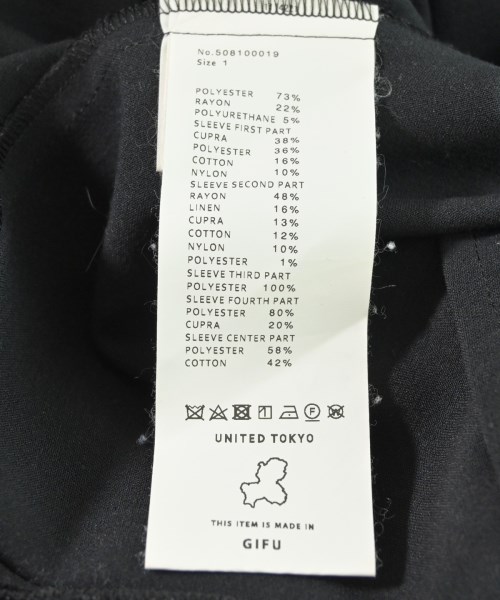 No.508100019
Size 1
POLYESTER 73%
RAYON 22%
POLYURETHANE 5%
SLEEVE FIRST PART
CUPRA 38%
POLYESTER 36%
COTTON 16%
NYLON 10%
SLEEVE SECOND PART
RAYON 48%
LINEN 16%
CUPRA 13%
COTTON 12%
NYLON 10%
POLYESTER 1%
SLEEVE THIRD PART
POLYESTER 100%
SLEEVE FOURTH PART
POLYESTER 80%
CUPRA 20%
SLEEVE CENTER PART
POLYESTER 58%
COTTON 42%
UNITED TOKYO
THIS ITEM IS MADE IN
GIFU